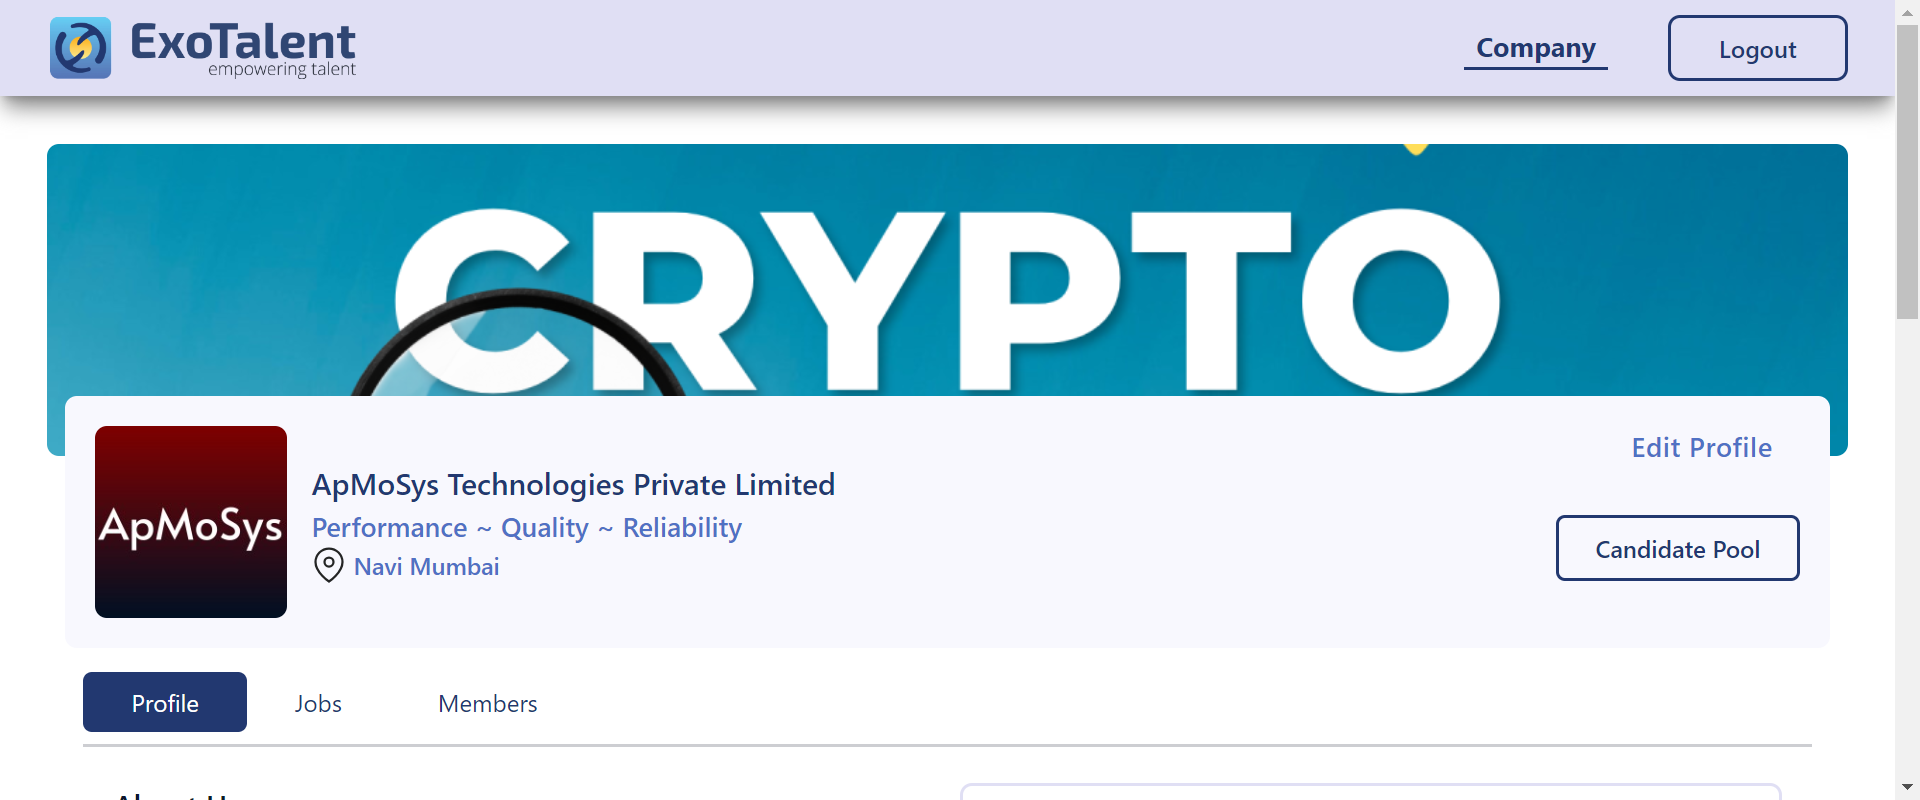 ExoTalent
empowering talent
Company
Logout
CRYPTO
ApMoSys
ApMoSys Technologies Private Limited
Performance ~ Quality ~ Reliability
Navi Mumbai
Edit Profile
Candidate Pool
Profile
Jobs
Members